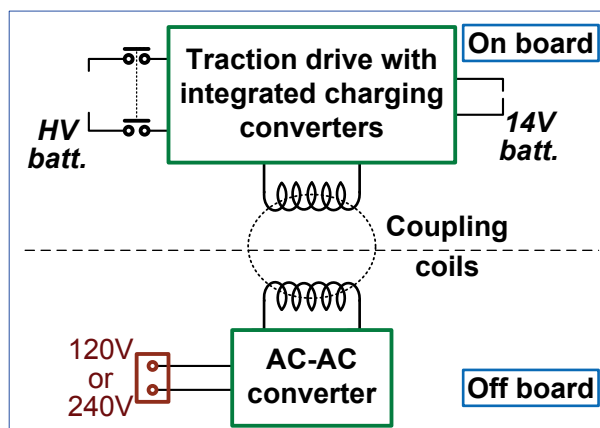 On board
Traction drive with
integrated charging
converters
HV
batt.
14V
batt.
Coupling
coils
120V
or
240V
AC-AC
converter
Off board